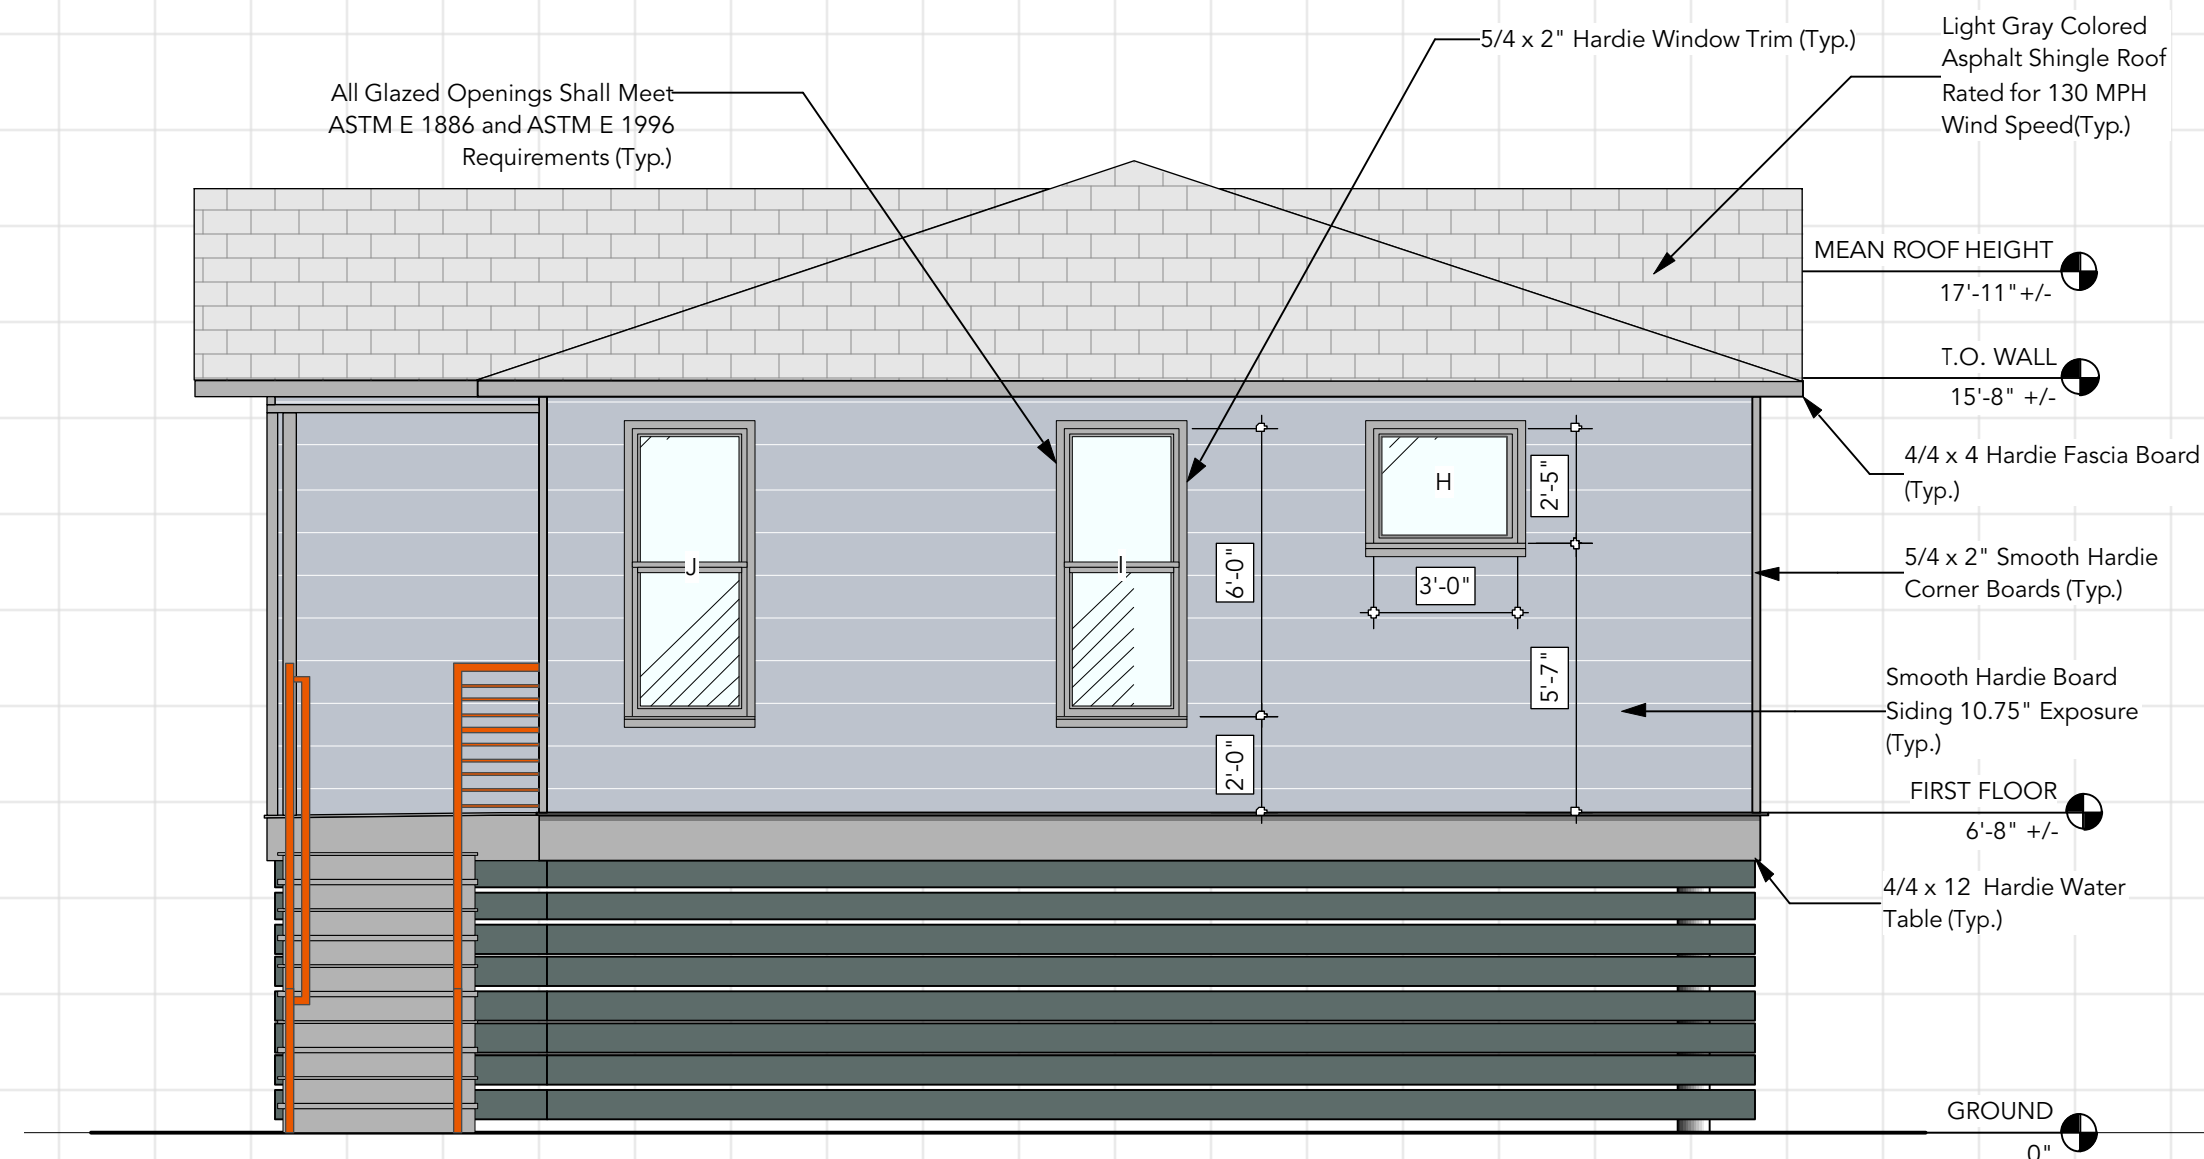 Light Gray Colored
Asphalt Shingle Roof
Rated for 130 MPH
Wind Speed(Typ.)
5/4 x 2" Hardie Window Trim (Typ.)
All Glazed Openings Shall Meet
ASTM E 1886 and ASTM E 1996
Requirements (Typ.)
MEAN ROOF HEIGHT
17'-11"+/-
T.O. WALL
15'-8" +/-
4/4 x 4 Hardie Fascia Board
(Typ.)
H
2'-5"
J
I
6'-0"
3'-0"
5/4 x 2" Smooth Hardie
Corner Boards (Typ.)
5'-7"
Smooth Hardie Board
Siding 10.75" Exposure
(Typ.)
2'-0"
FIRST FLOOR
6'-8" +/-
4/4 x 12 Hardie Water
Table (Typ.)
GROUND
0"